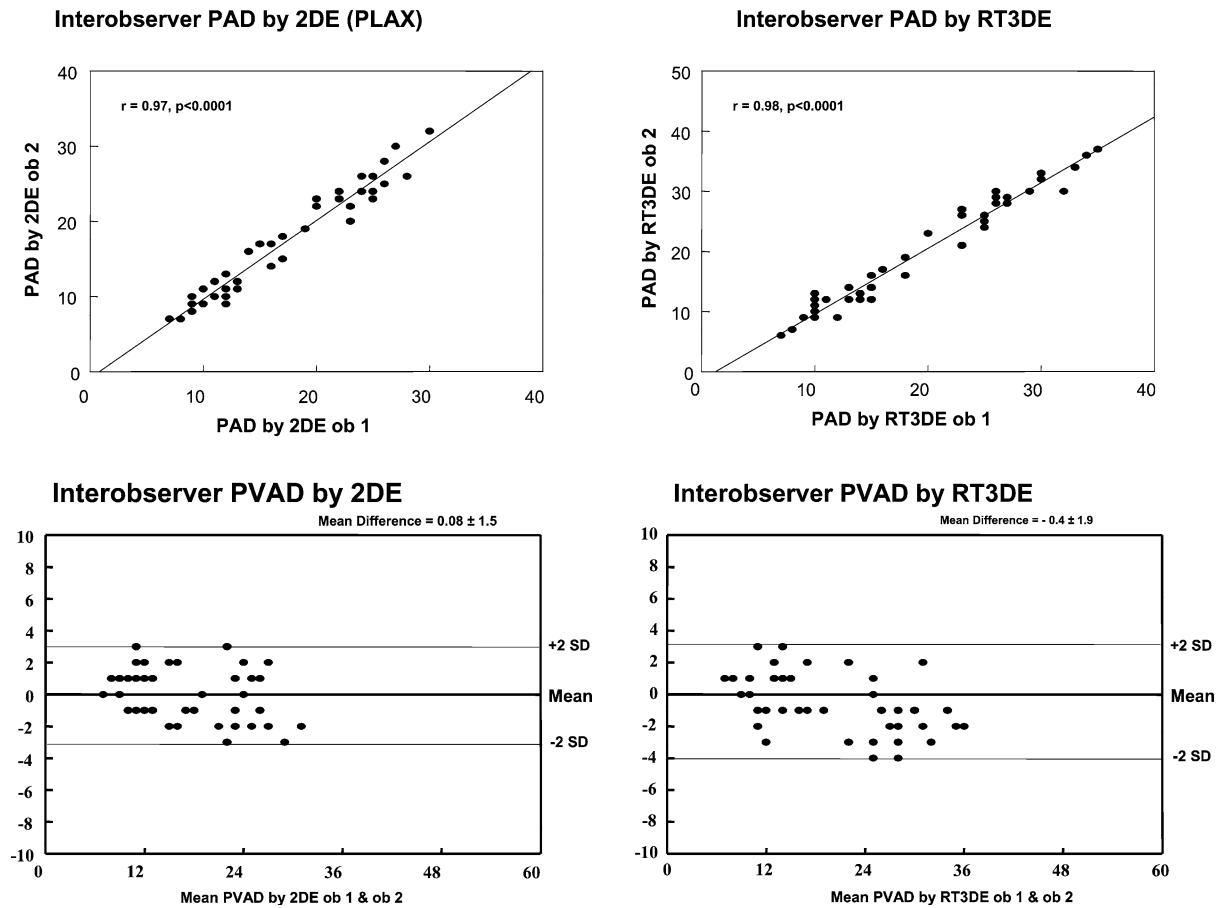 Interobserver PAD by 2DE (PLAX)
r = 0.97, p<0.0001
40
30
20
10
0
PAD by 2DE ob 2
0 10 20 30 40
PAD by 2DE ob 1
Interobserver PAD by RT3DE
r = 0.98, p<0.0001
50
40
30
20
10
0
PAD by RT3DE ob 2
0 10 20 30 40
PAD by RT3DE ob 1
Interobserver PVAD by 2DE
Mean Difference = 0.08 ± 1.5
10
8
6
4
2
0
-2
-4
-6
-8
-10
+2 SD
Mean
-2 SD
0 12 24 36 48 60
Mean PVAD by 2DE ob 1 & ob 2
Interobserver PVAD by RT3DE
Mean Difference = - 0.4 ± 1.9
10
8
6
4
2
0
-2
-4
-6
-8
-10
+2 SD
Mean
-2 SD
0 12 24 36 48 60
Mean PVAD by RT3DE ob 1 & ob 2